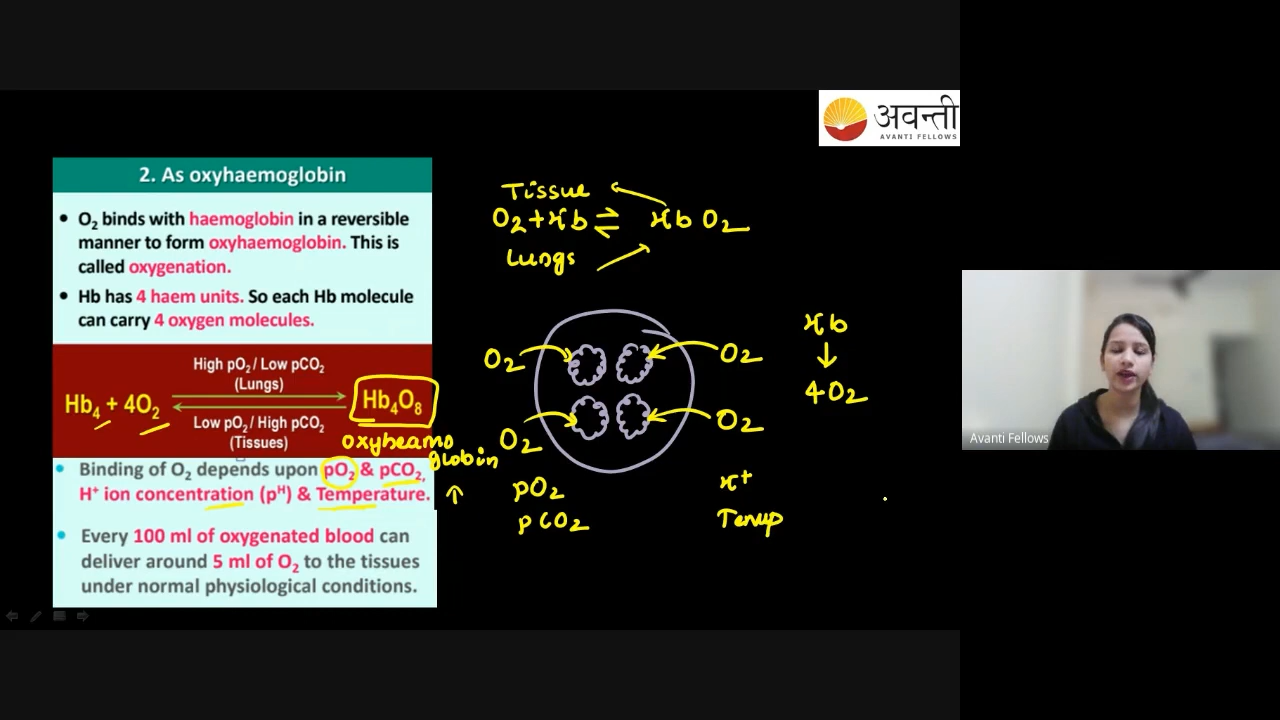 अवन्ती
AVANTI FELLOWS
2. As oxyhaemoglobin
• O₂ binds with haemoglobin in a reversible
manner to form oxyhaemoglobin. This is
called oxygenation.
• Hb has 4 haem units. So each Hb molecule
can carry 4 oxygen molecules.
High pO₂ / Low pCO₂
(Lungs)
Hb₄ + 4O₂
Hb₄O₈
Low pO₂ / High pCO₂
(Tissues)
oxyheamo
globin
• Binding of O₂ depends upon pO₂ & pCO₂,
H⁺ ion concentration (pᴴ) & Temperature.
↑
• Every 100 ml of oxygenated blood can
deliver around 5 ml of O₂ to the tissues
under normal physiological conditions.
Tissue
O₂ + Hb ⇌ HbO₂
Lungs
O₂
O₂
O₂
O₂
Hb
↓
4O₂
pO₂
pCO₂
H⁺
Temp
Avanti Fellows